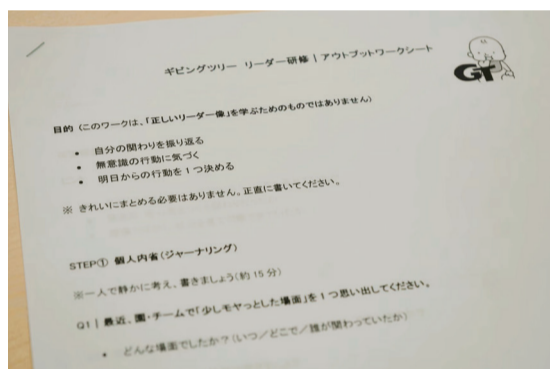 ギビングツリー リーダー研修 | アウトプットワークシート
GT
目的 (このワークは、「正しいリーダー像」を学ぶためのものではありません)
• 自分の関わりを振り返る
• 無意識の行動に気づく
• 明日からの行動を 1 つ決める
※ きれいにまとめる必要はありません。正直に書いてください。
STEP① 個人内省(ジャーナリング)
※一人で静かに考え、書きましょう(約 15 分)
Q1 | 最近、園・チームで「少しモヤっとした場面」を 1 つ思い出してください。
• どんな場面でしたか?(いつ/どこで/誰が関わっていたか)